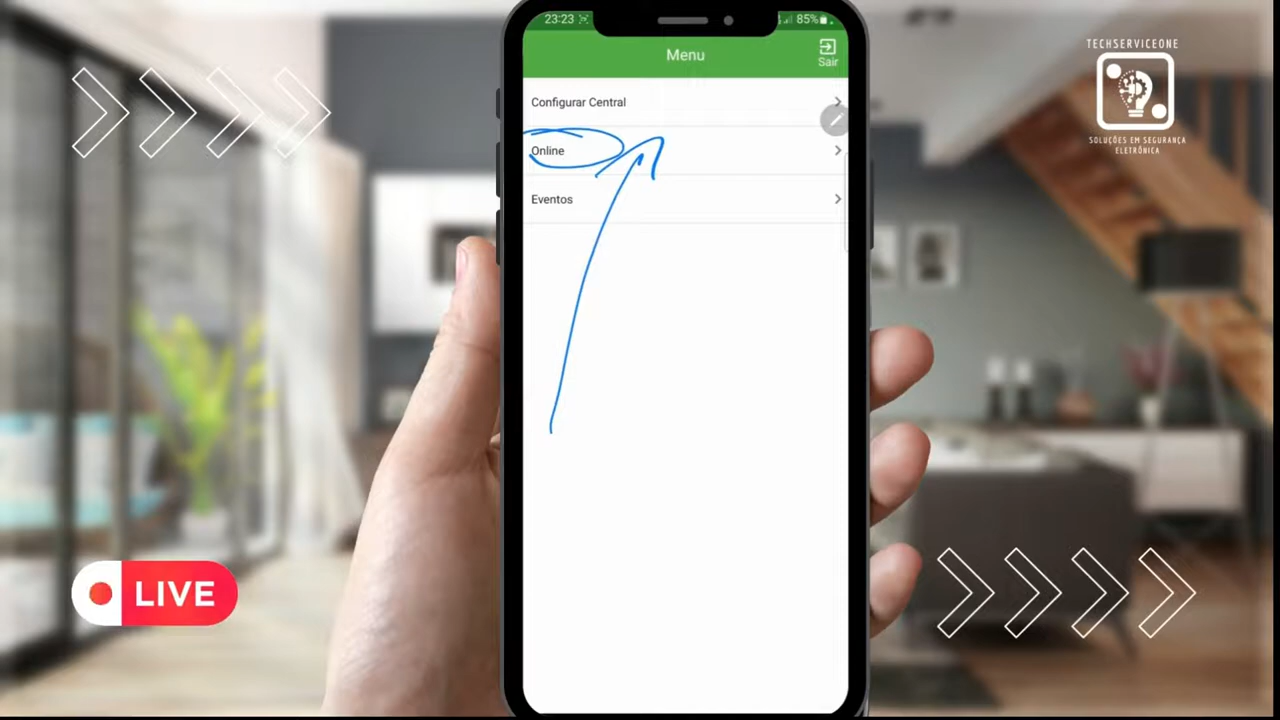 23:23
85%
Menu
Sair
Configurar Central
Online
Eventos
TECHSERVICEONE
SOLUÇÕES EM SEGURANÇA
ELETRÔNICA
LIVE